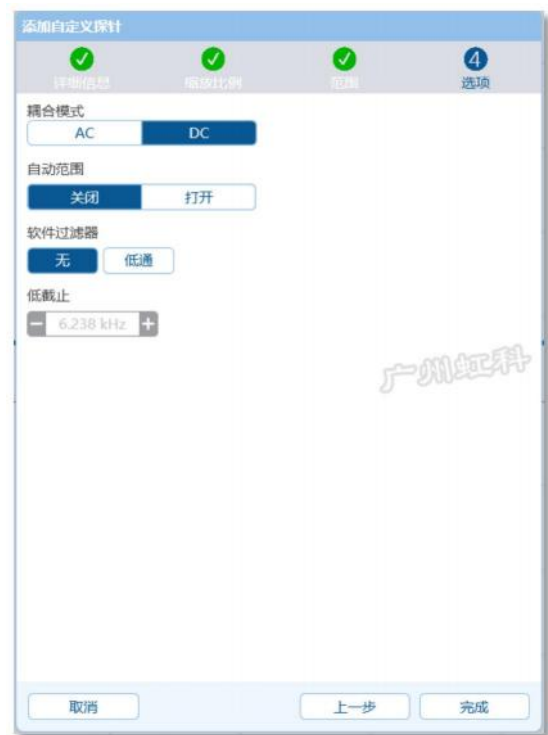 添加自定义探针
详细信息 缩放比例 范围 4 选项
耦合模式
AC DC
自动范围
关闭 打开
软件过滤器
无 低通
低截止
− 6.238 kHz +
广州虹科
取消 上一步 完成